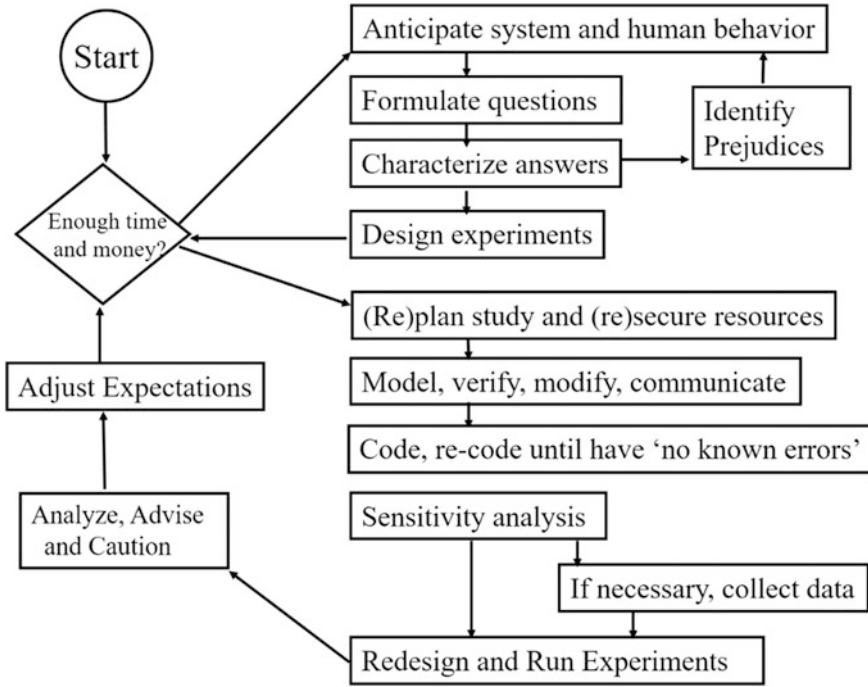 Start
Anticipate system and human behavior
Formulate questions
Identify
Prejudices
Characterize answers
Enough time
and money?
Design experiments
(Re)plan study and (re)secure resources
Adjust Expectations
Model, verify, modify, communicate
Code, re-code until have ‘no known errors’
Analyze, Advise
and Caution
Sensitivity analysis
If necessary, collect data
Redesign and Run Experiments